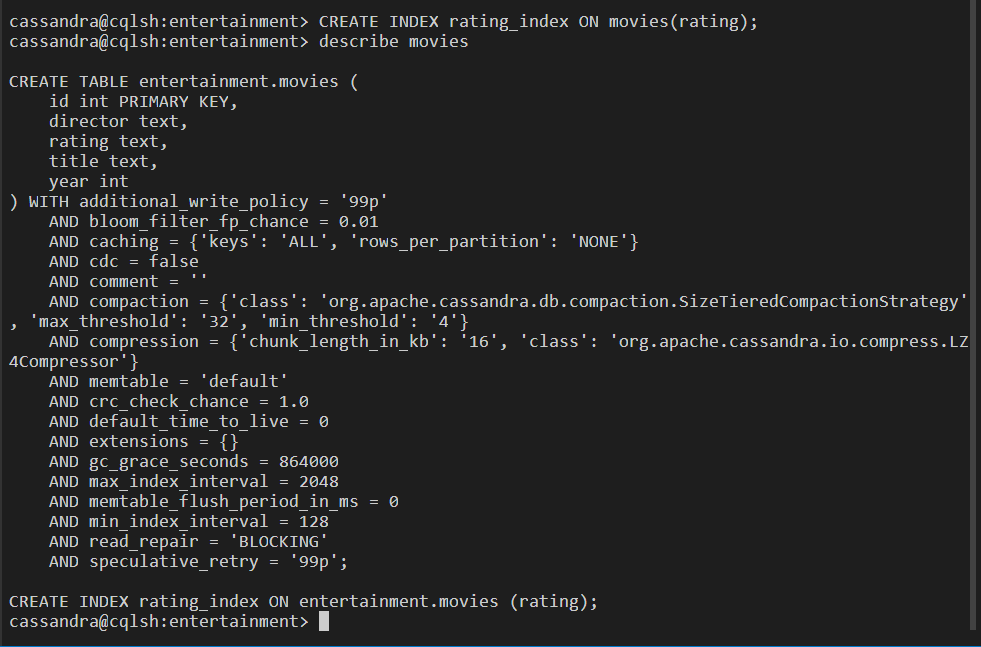 cassandra@cqlsh:entertainment> CREATE INDEX rating_index ON movies(rating);
cassandra@cqlsh:entertainment> describe movies

CREATE TABLE entertainment.movies (
    id int PRIMARY KEY,
    director text,
    rating text,
    title text,
    year int
) WITH additional_write_policy = '99p'
    AND bloom_filter_fp_chance = 0.01
    AND caching = {'keys': 'ALL', 'rows_per_partition': 'NONE'}
    AND cdc = false
    AND comment = ''
    AND compaction = {'class': 'org.apache.cassandra.db.compaction.SizeTieredCompactionStrategy'
, 'max_threshold': '32', 'min_threshold': '4'}
    AND compression = {'chunk_length_in_kb': '16', 'class': 'org.apache.cassandra.io.compress.LZ
4Compressor'}
    AND memtable = 'default'
    AND crc_check_chance = 1.0
    AND default_time_to_live = 0
    AND extensions = {}
    AND gc_grace_seconds = 864000
    AND max_index_interval = 2048
    AND memtable_flush_period_in_ms = 0
    AND min_index_interval = 128
    AND read_repair = 'BLOCKING'
    AND speculative_retry = '99p';

CREATE INDEX rating_index ON entertainment.movies (rating);
cassandra@cqlsh:entertainment>